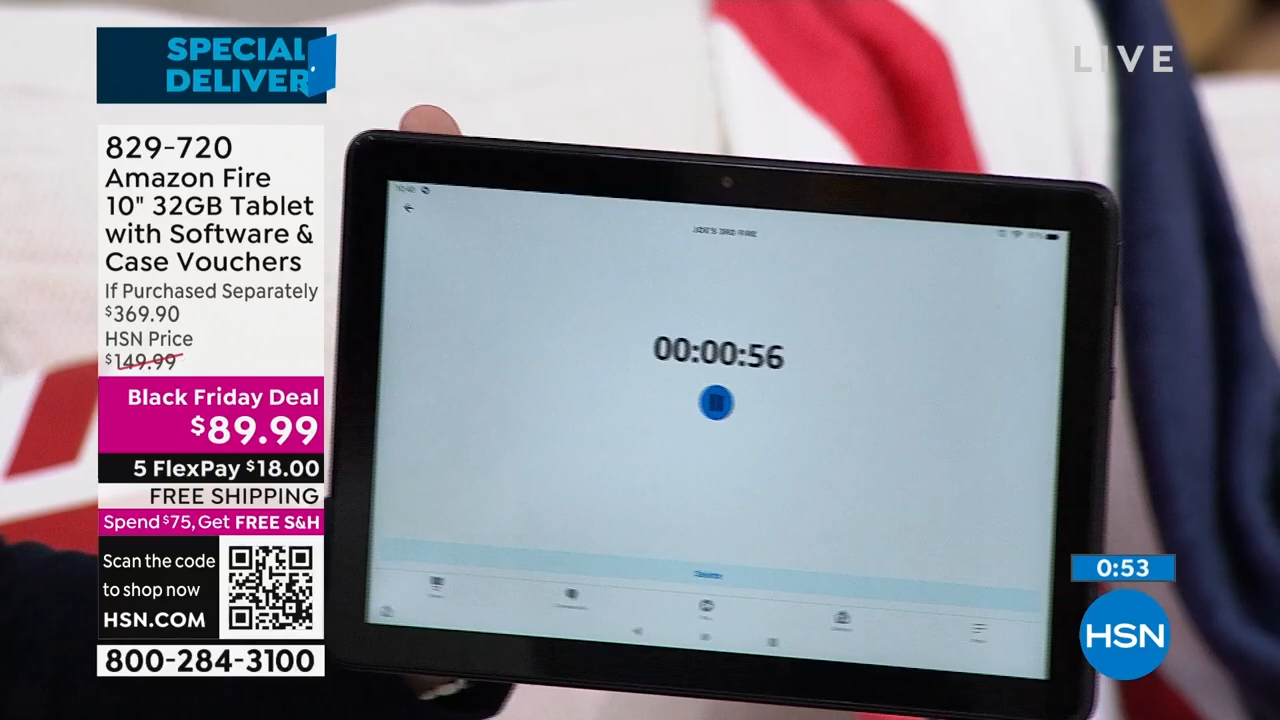 SPECIAL
DELIVER
LIVE
829-720
Amazon Fire
10" 32GB Tablet
with Software &
Case Vouchers
If Purchased Separately
$369.90
HSN Price
$149.99
Black Friday Deal
$89.99
5 FlexPay $18.00
FREE SHIPPING
Spend $75, Get FREE S&H
Scan the code
to shop now
HSN.COM
800-284-3100
00:00:56
0:53
HSN